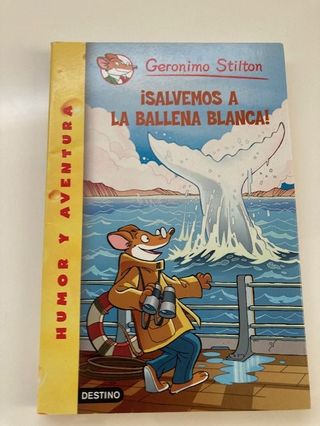 Geronimo Stilton
¡SALVEMOS A
LA BALLENA BLANCA!
HUMOR Y AVENTURA
DESTINO